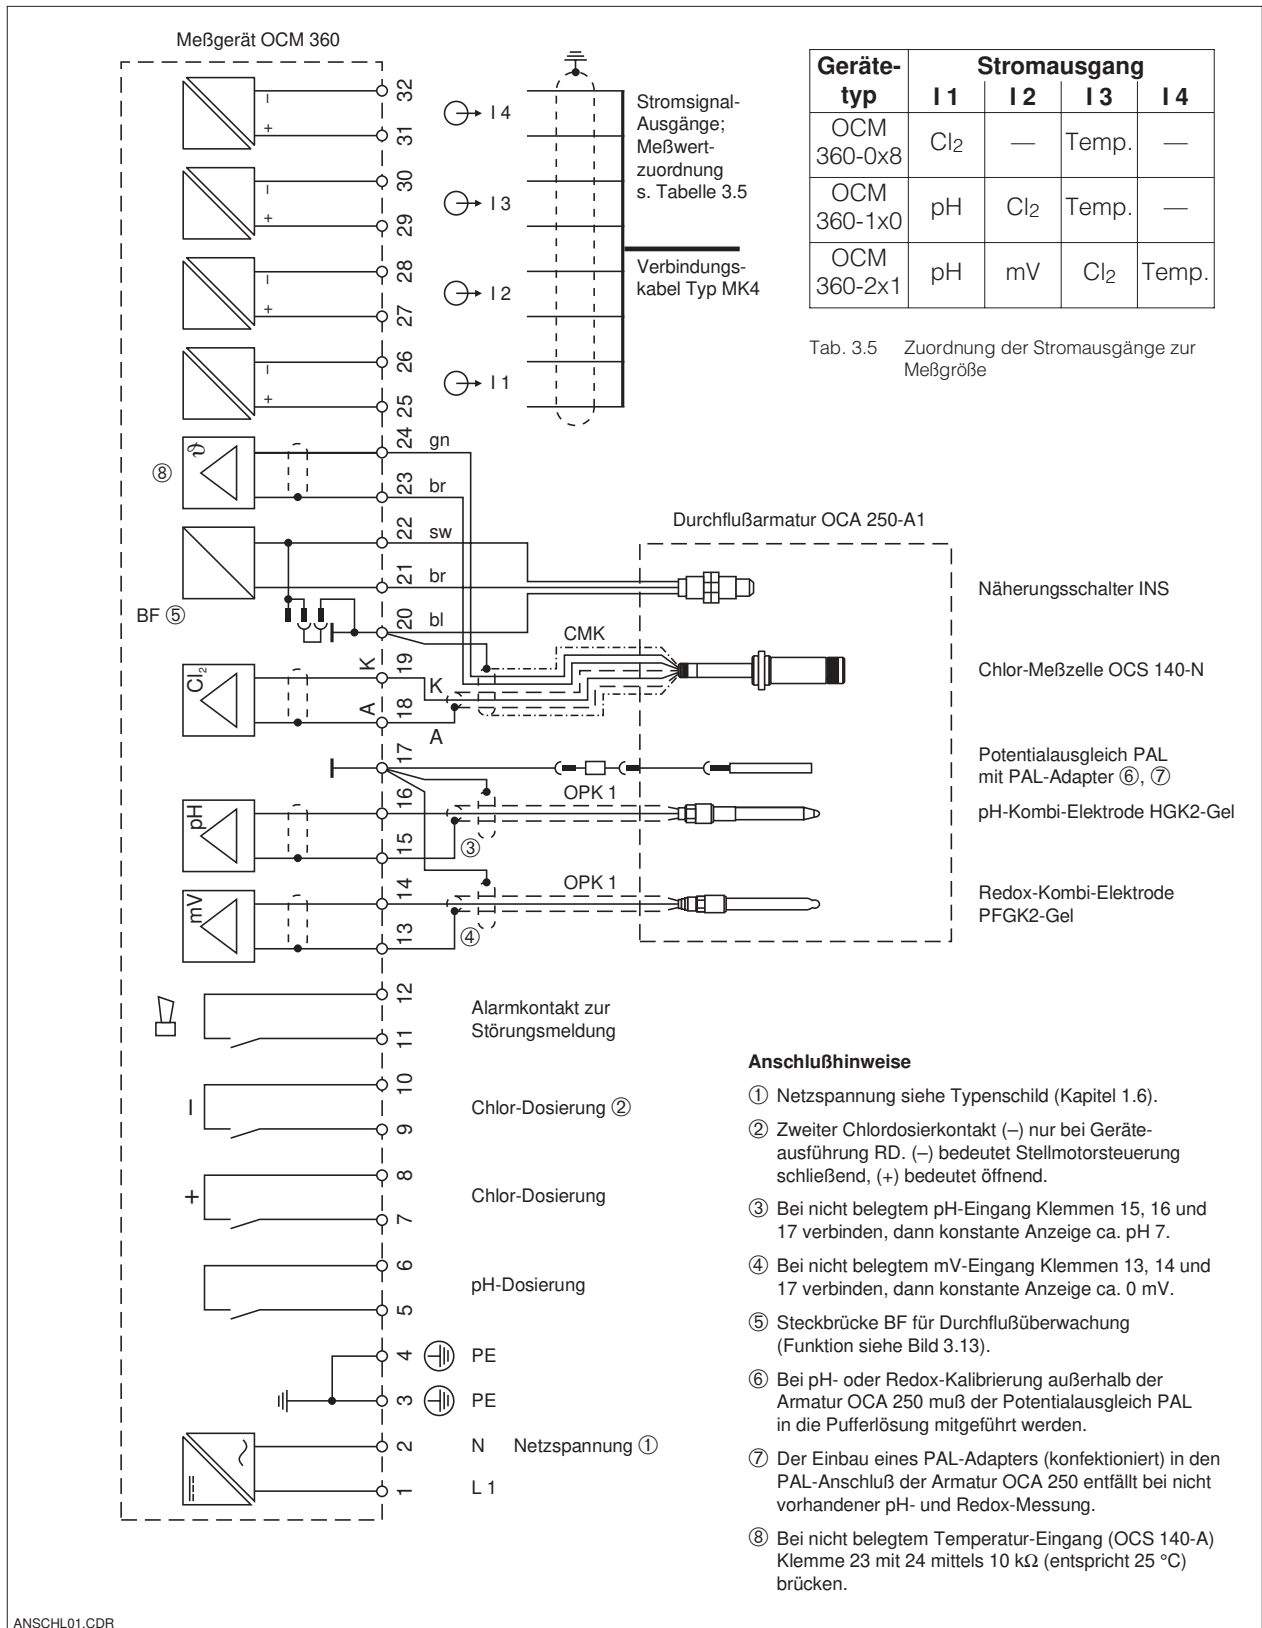 Meßgerät OCM 360
32
31
30
29
28
27
26
25
24
23
22
21
20
19
18
17
16
15
14
13
12
11
10
9
8
7
6
5
4
3
2
1
–
+
–
+
–
+
–
+
I 4
I 3
I 2
I 1
Stromsignal-
Ausgänge;
Meßwert-
zuordnung
s. Tabelle 3.5
Verbindungs-
kabel Typ MK4
Geräte-typ Stromausgang
I 1 I 2 I 3 I 4
OCM 360-0x8 Cl2 — Temp. —
OCM 360-1x0 pH Cl2 Temp. —
OCM 360-2x1 pH mV Cl2 Temp.
Tab. 3.5 Zuordnung der Stromausgänge zur
Meßgröße
⑧
ϑ
gn
br
sw
br
bl
BF ⑤
Cl2
K
A
K
A
CMK
pH
OPK 1
③
mV
OPK 1
④
Durchflußarmatur OCA 250-A1
Näherungsschalter INS
Chlor-Meßzelle OCS 140-N
Potentialausgleich PAL
mit PAL-Adapter ⑥, ⑦
pH-Kombi-Elektrode HGK2-Gel
Redox-Kombi-Elektrode
PFGK2-Gel
Alarmkontakt zur
Störungsmeldung
–
Chlor-Dosierung ②
+
Chlor-Dosierung
pH-Dosierung
PE
PE
N Netzspannung ①
L 1
Anschlußhinweise
① Netzspannung siehe Typenschild (Kapitel 1.6).
② Zweiter Chlordosierkontakt (–) nur bei Geräte-
ausführung RD. (–) bedeutet Stellmotorsteuerung
schließend, (+) bedeutet öffnend.
③ Bei nicht belegtem pH-Eingang Klemmen 15, 16 und
17 verbinden, dann konstante Anzeige ca. pH 7.
④ Bei nicht belegtem mV-Eingang Klemmen 13, 14 und
17 verbinden, dann konstante Anzeige ca. 0 mV.
⑤ Steckbrücke BF für Durchflußüberwachung
(Funktion siehe Bild 3.13).
⑥ Bei pH- oder Redox-Kalibrierung außerhalb der
Armatur OCA 250 muß der Potentialausgleich PAL
in die Pufferlösung mitgeführt werden.
⑦ Der Einbau eines PAL-Adapters (konfektioniert) in den
PAL-Anschluß der Armatur OCA 250 entfällt bei nicht
vorhandener pH- und Redox-Messung.
⑧ Bei nicht belegtem Temperatur-Eingang (OCS 140-A)
Klemme 23 mit 24 mittels 10 kΩ (entspricht 25 °C)
brücken.
ANSCHL01.CDR